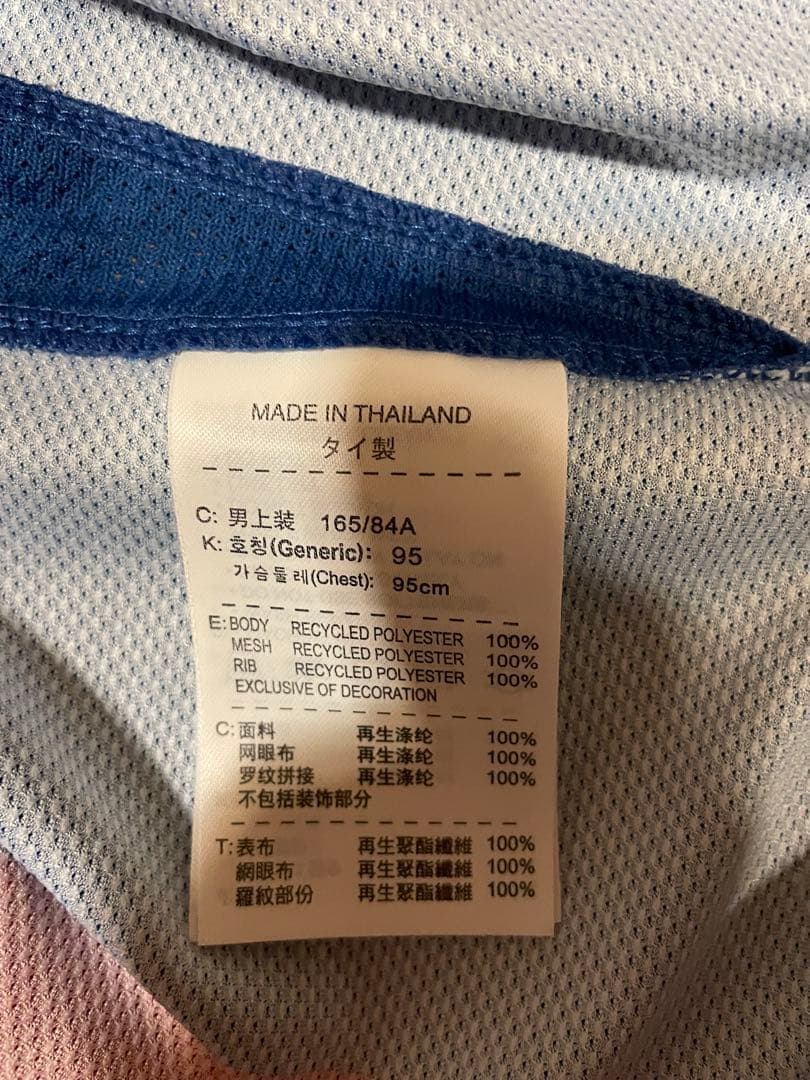 MADE IN THAILAND
タイ製
C: 男上装 165/84A
K: 호칭(Generic): 95
가슴둘레(Chest): 95cm
E: BODY RECYCLED POLYESTER 100%
MESH RECYCLED POLYESTER 100%
RIB RECYCLED POLYESTER 100%
EXCLUSIVE OF DECORATION
C: 面料 再生涤纶 100%
网眼布 再生涤纶 100%
罗纹拼接 再生涤纶 100%
不包括装饰部分
T: 表布 再生聚酯纖維 100%
網眼布 再生聚酯纖維 100%
羅紋部份 再生聚酯纖維 100%